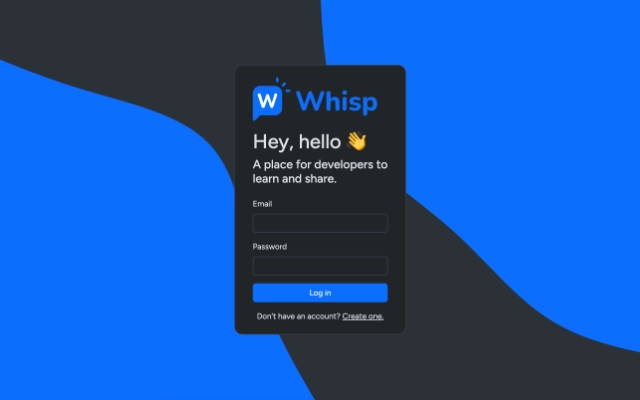 W Whisp
Hey, hello 👋
A place for developers to
learn and share.
Email
Password
Log in
Don't have an account? Create one.